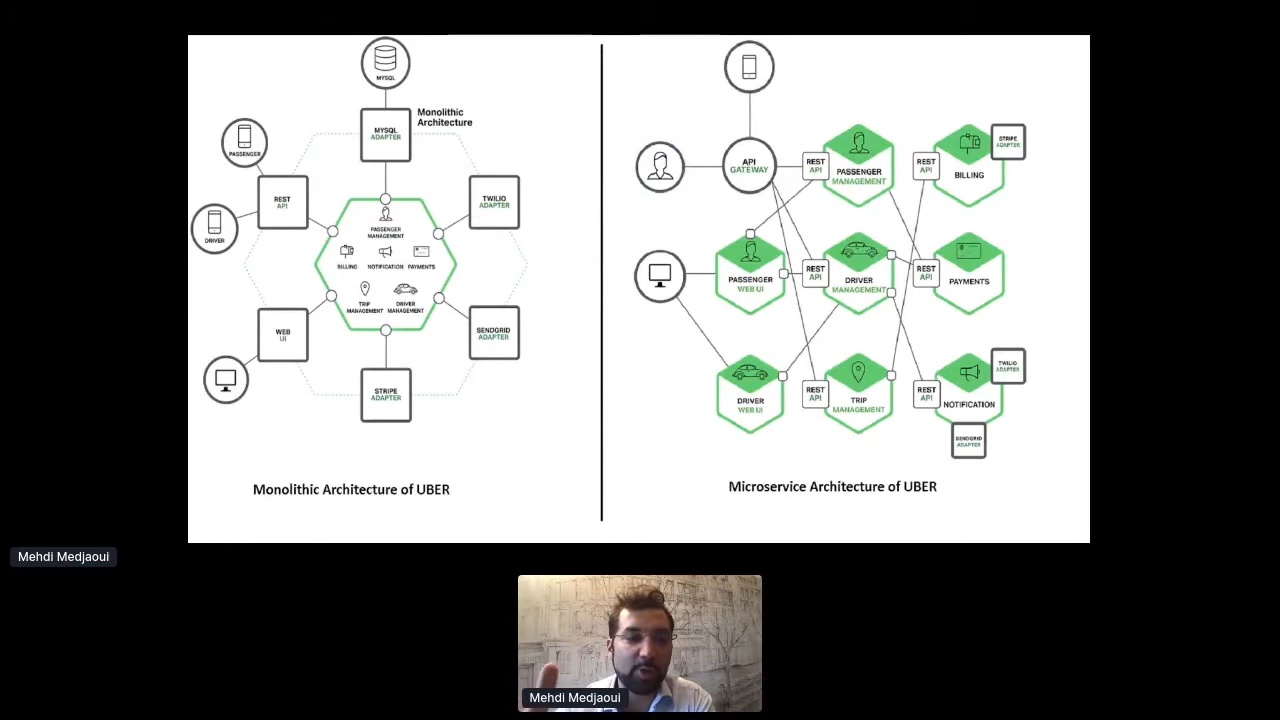 MYSQL
Monolithic
Architecture
MYSQL
ADAPTER
PASSENGER
REST
API
TWILIO
ADAPTER
DRIVER
PASSENGER
MANAGEMENT
BILLING
NOTIFICATION
PAYMENTS
TRIP
MANAGEMENT
DRIVER
MANAGEMENT
WEB
UI
SENDGRID
ADAPTER
STRIPE
ADAPTER
Monolithic Architecture of UBER
API
GATEWAY
REST
API
PASSENGER
MANAGEMENT
REST
API
BILLING
STRIPE
ADAPTER
PASSENGER
WEB UI
REST
API
DRIVER
MANAGEMENT
REST
API
PAYMENTS
DRIVER
WEB UI
REST
API
TRIP
MANAGEMENT
REST
API
NOTIFICATION
TWILIO
ADAPTER
SENDGRID
ADAPTER
Microservice Architecture of UBER
Mehdi Medjaoui
Mehdi Medjaoui